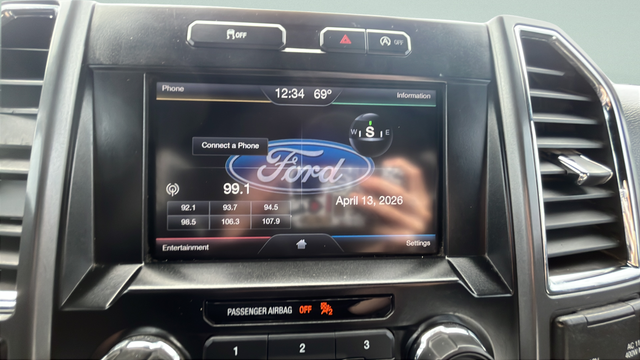 OFF
OFF
Phone
12:34 69°
Information
W S E
Connect a Phone
Ford
99.1
April 13, 2026
92.1 93.7 94.5
98.5 106.3 107.9
Entertainment
Settings
PASSENGER AIRBAG OFF
1 2 3